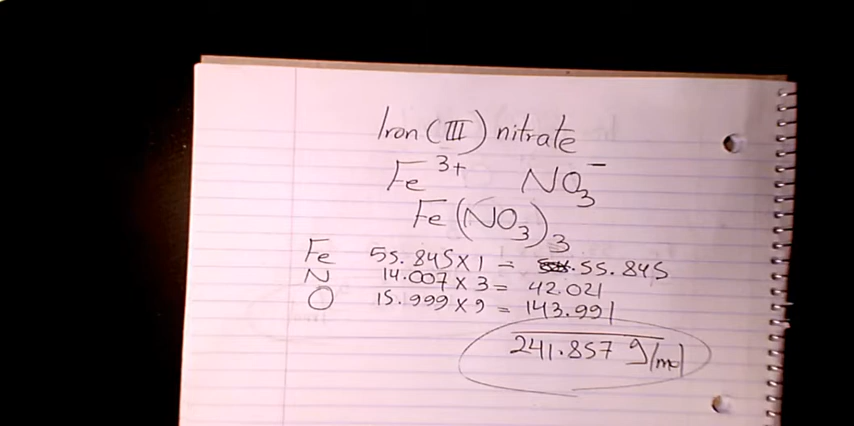 Iron (III) nitrate
Fe³⁺ NO₃⁻
Fe(NO₃)₃
Fe 55.845 x 1 = 55.845
N 14.007 x 3 = 42.021
O 15.999 x 9 = 143.991
241.857 g/mol